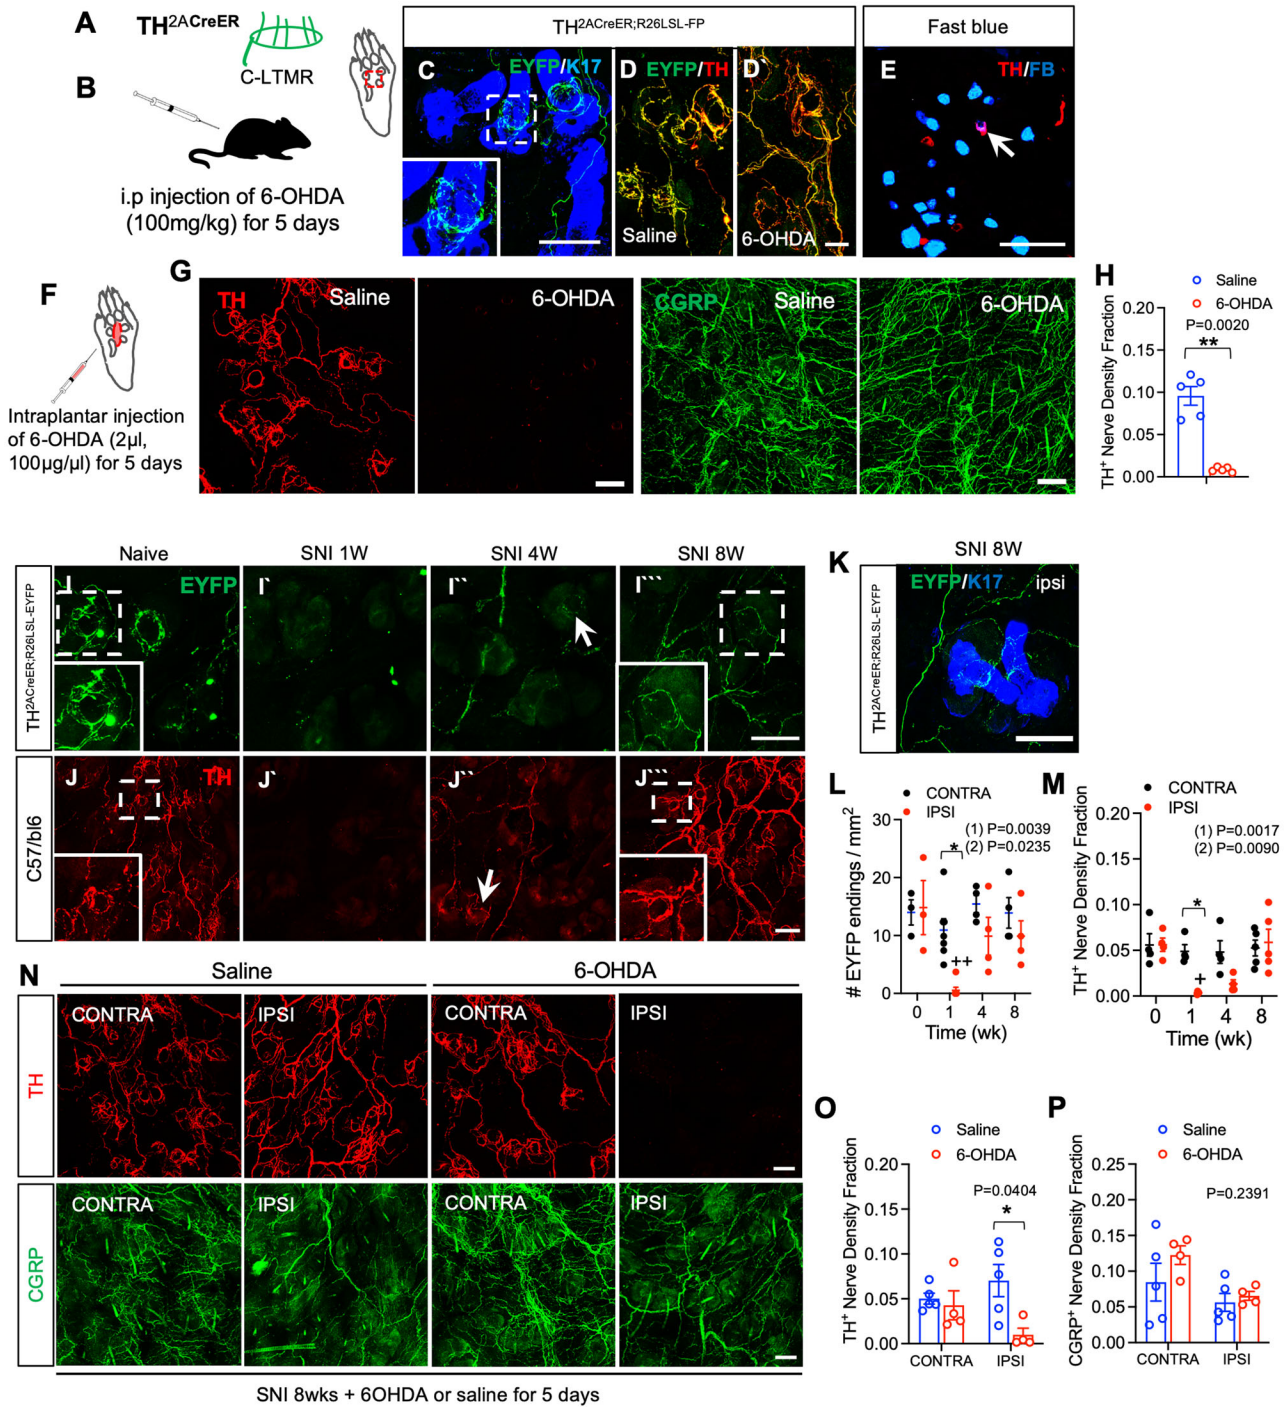 A
TH2ACreER
C-LTMR
B
i.p injection of 6-OHDA
(100mg/kg) for 5 days
TH2ACreER;R26LSL-FP
C
EYFP/K17
D
EYFP/TH
Saline
D`
6-OHDA
Fast blue
E
TH/FB
F
Intraplantar injection
of 6-OHDA (2µl,
100µg/µl) for 5 days
G
TH
Saline
6-OHDA
CGRP
Saline
6-OHDA
H
Saline
6-OHDA
P=0.0020
**
TH+ Nerve Density Fraction
0.20
0.15
0.10
0.05
0.00
Naive
SNI 1W
SNI 4W
SNI 8W
TH2ACreER;R26LSL-EYFP
I
EYFP
I`
I``
I```
C57/bl6
J
TH
J`
J``
J```
K
SNI 8W
TH2ACreER;R26LSL-EYFP
EYFP/K17
ipsi
L
CONTRA
IPSI
(1) P=0.0039
(2) P=0.0235
*
++
# EYFP endings / mm2
30
20
10
0
0 1 4 8
Time (wk)
M
CONTRA
IPSI
(1) P=0.0017
(2) P=0.0090
*
+
TH+ Nerve Density Fraction
0.20
0.15
0.10
0.05
0.00
0 1 4 8
Time (wk)
N
Saline
6-OHDA
TH
CONTRA
IPSI
CONTRA
IPSI
CGRP
CONTRA
IPSI
CONTRA
IPSI
SNI 8wks + 6OHDA or saline for 5 days
O
Saline
6-OHDA
P=0.0404
*
TH+ Nerve Density Fraction
0.20
0.15
0.10
0.05
0.00
CONTRA IPSI
P
Saline
6-OHDA
P=0.2391
CGRP+ Nerve Density Fraction
0.25
0.20
0.15
0.10
0.05
0.00
CONTRA IPSI